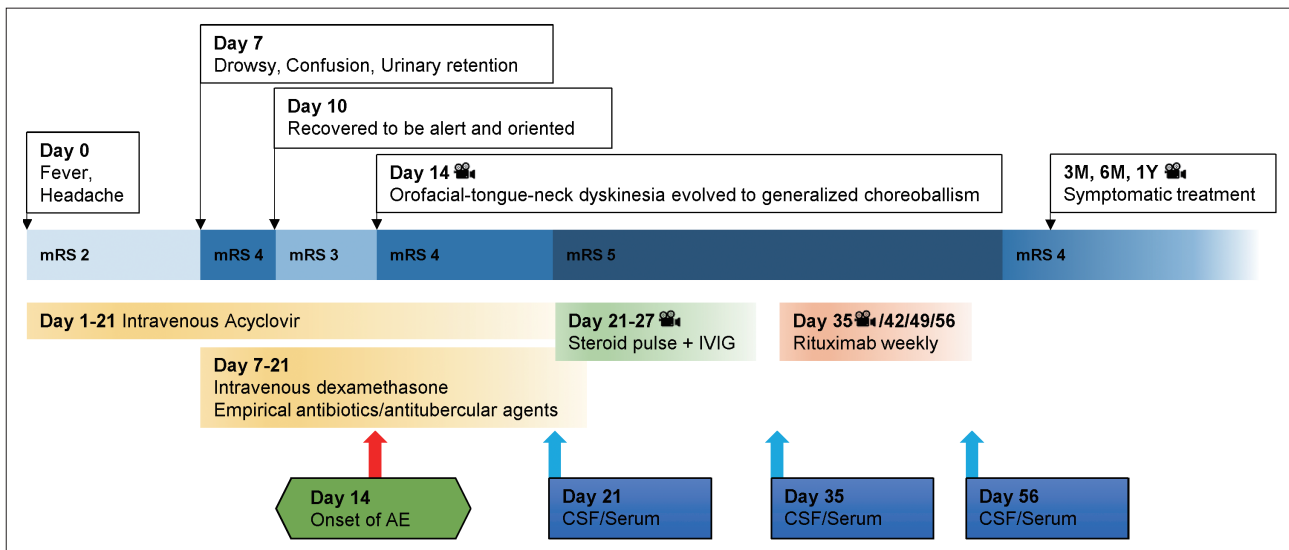 Day 7
Drowsy, Confusion, Urinary retention
Day 10
Recovered to be alert and oriented
Day 0
Fever,
Headache
Day 14
Orofacial-tongue-neck dyskinesia evolved to generalized choreoballism
3M, 6M, 1Y
Symptomatic treatment
mRS 2
mRS 4
mRS 3
mRS 4
mRS 5
mRS 4
Day 1-21 Intravenous Acyclovir
Day 21-27
Steroid pulse + IVIG
Day 35 /42/49/56
Rituximab weekly
Day 7-21
Intravenous dexamethasone
Empirical antibiotics/antitubercular agents
Day 14
Onset of AE
Day 21
CSF/Serum
Day 35
CSF/Serum
Day 56
CSF/Serum